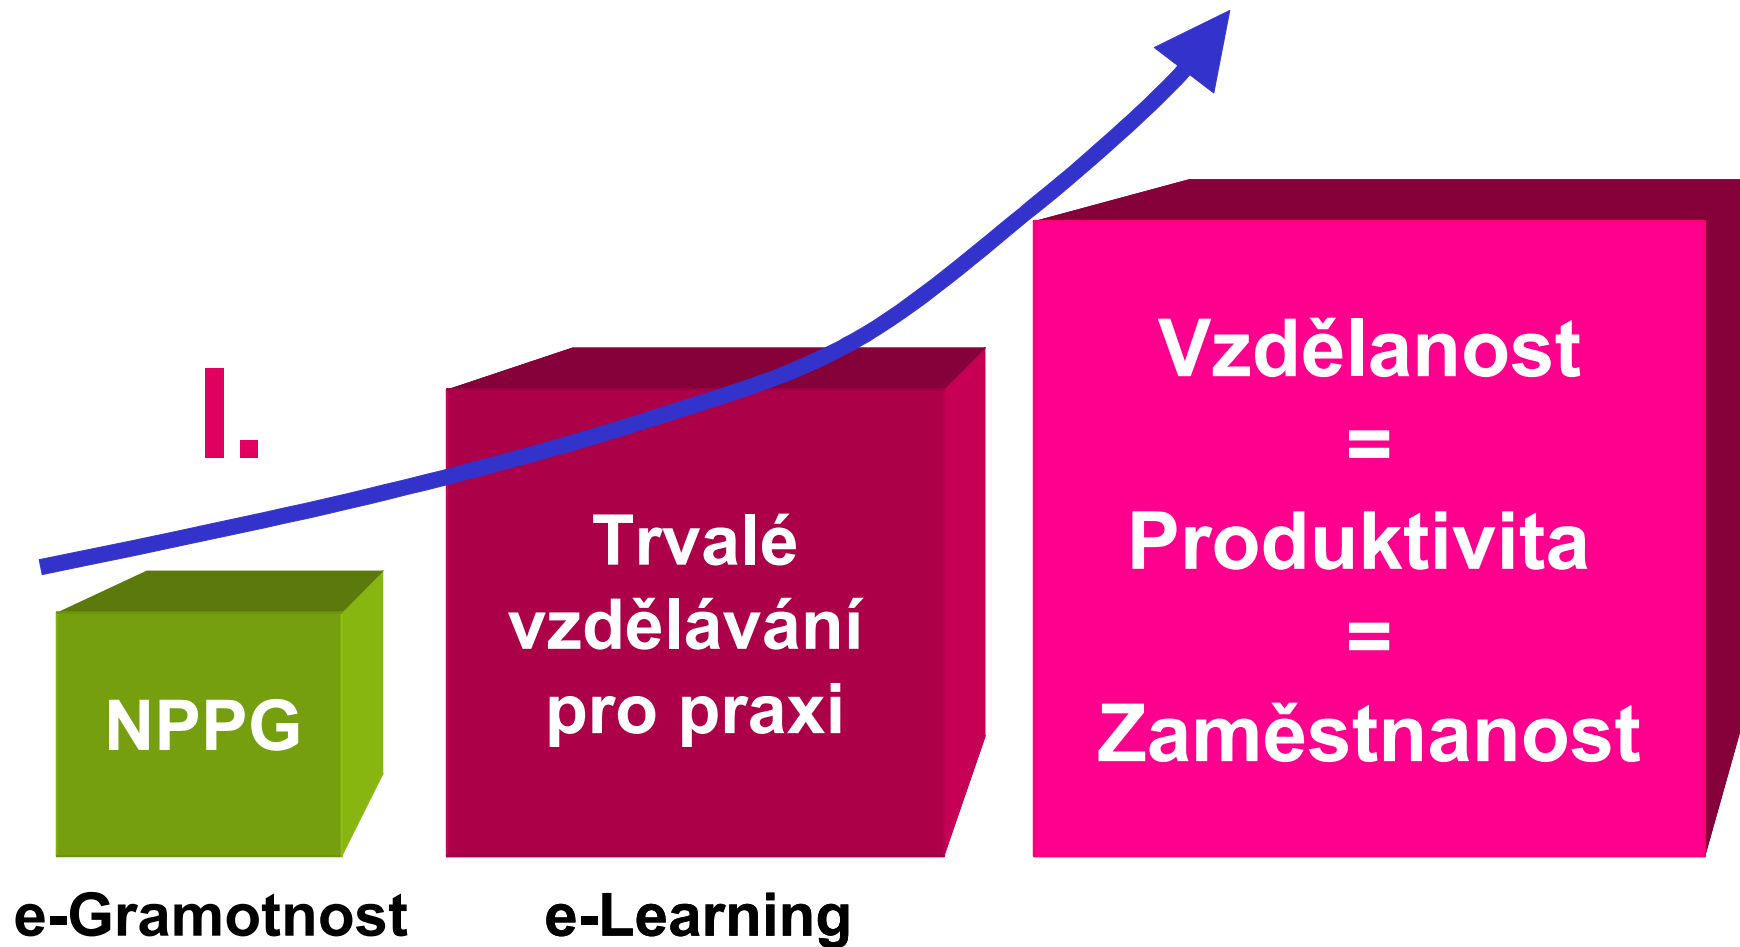 I.
NPPG
e-Gramotnost
Trvalé
vzdělávání
pro praxi
e-Learning
Vzdělanost
=
Produktivita
=
Zaměstnanost